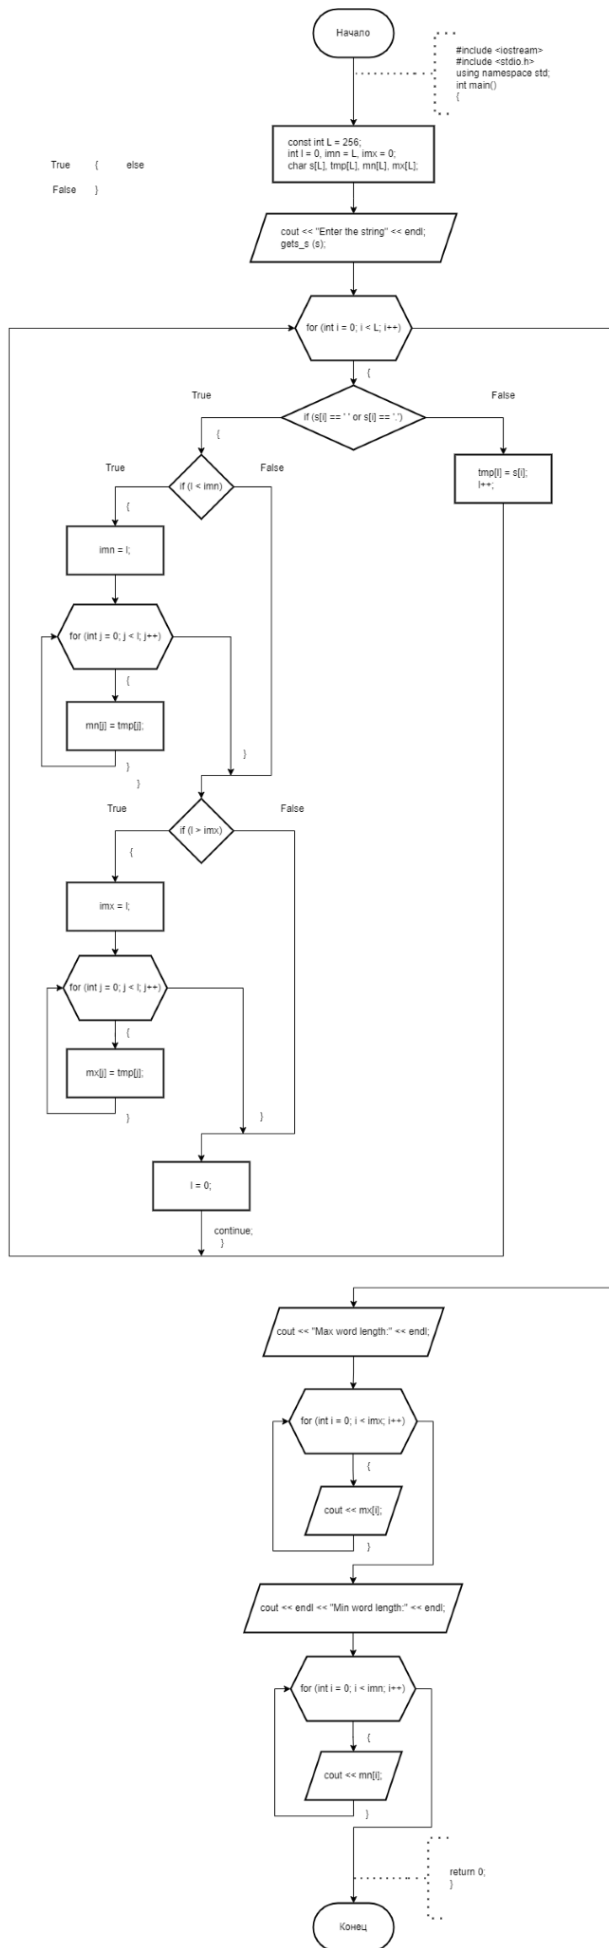 Начало
#include <iostream>
#include <stdio.h>
using namespace std;
int main()
{
const int L = 256;
int l = 0, imn = L, imx = 0;
char s[L], tmp[L], mn[L], mx[L];
True { else
False }
cout << "Enter the string" << endl;
gets_s (s);
for (int i = 0; i < L; i++)
{
True
False
if (s[i] == ' ' or s[i] == '.')
{
tmp[l] = s[i];
l++;
True
False
if (l < imn)
{
imn = l;
for (int j = 0; j < l; j++)
{
mn[j] = tmp[j];
}
}
}
True
False
if (l > imx)
{
imx = l;
for (int j = 0; j < l; j++)
{
mx[j] = tmp[j];
}
}
l = 0;
continue;
}
cout << "Max word length:" << endl;
for (int i = 0; i < imx; i++)
{
cout << mx[i];
}
cout << endl << "Min word length:" << endl;
for (int i = 0; i < imn; i++)
{
cout << mn[i];
}
return 0;
}
Конец